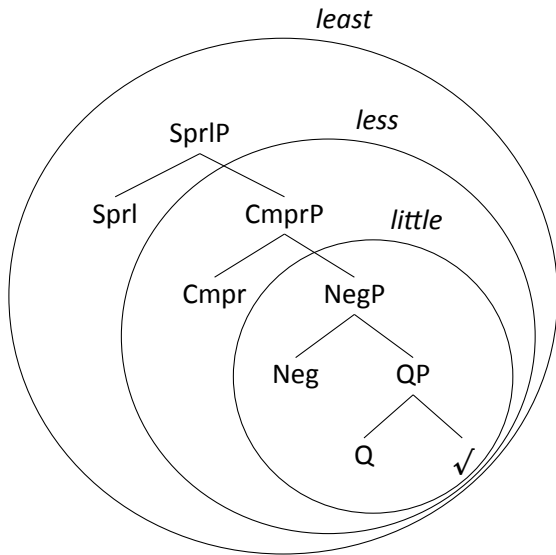 least
less
SprlP
Sprl CmprP little
Cmpr NegP
Neg QP
Q √